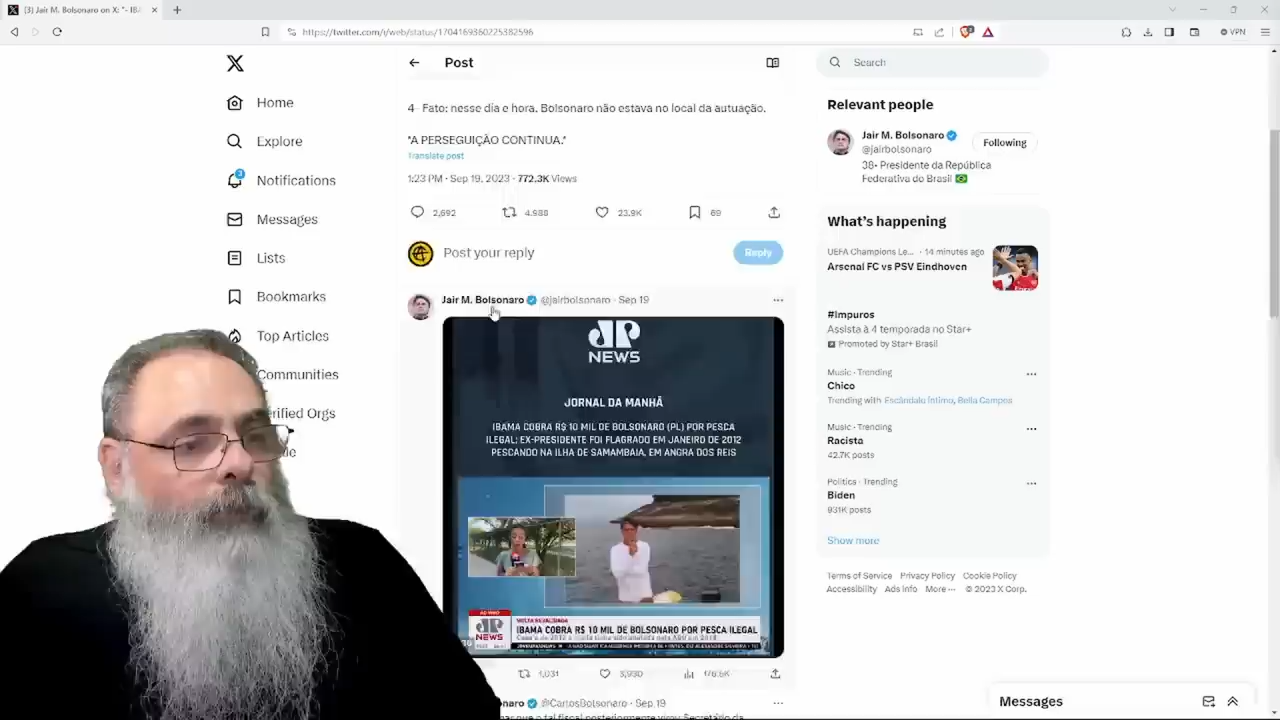 (3) Jair M. Bolsonaro on X: "- IBA
https://twitter.com/i/web/status/1704169360225382596
VPN
Post
Search
Home
Explore
Notifications
3
Messages
Lists
Bookmarks
Top Articles
Communities
4- Fato: nesse dia e hora, Bolsonaro não estava no local da autuação.
"A PERSEGUIÇÃO CONTINUA."
Translate post
1:23 PM · Sep 19, 2023 · 772.3K Views
2,692
4,988
23.9K
69
Post your reply
Reply
Jair M. Bolsonaro @jairbolsonaro · Sep 19
JP
NEWS
JORNAL DA MANHÃ
IBAMA COBRA R$ 10 MIL DE BOLSONARO (PL) POR PESCA
ILEGAL; EX-PRESIDENTE FOI FLAGRADO EM JANEIRO DE 2012
PESCANDO NA ILHA DE SAMAMBAIA, EM ANGRA DOS REIS
AO VIVO
JP
NEWS
IBAMA COBRA R$ 10 MIL DE BOLSONARO POR PESCA ILEGAL
1,031
3,930
@CarlosBolsonaro · Sep 19
Relevant people
Jair M. Bolsonaro
@jairbolsonaro
Following
38º Presidente da República
Federativa do Brasil
What's happening
UEFA Champions Le... · 14 minutes ago
Arsenal FC vs PSV Eindhoven
#Impuros
Assista à 4 temporada no Star+
Promoted by Star+ Brasil
Music · Trending
Chico
Trending with Escândalo Íntimo, Bella Campos
Music · Trending
Racista
42.7K posts
Politics · Trending
Biden
931K posts
Show more
Terms of Service Privacy Policy Cookie Policy
Accessibility Ads info More ··· © 2023 X Corp.
Messages